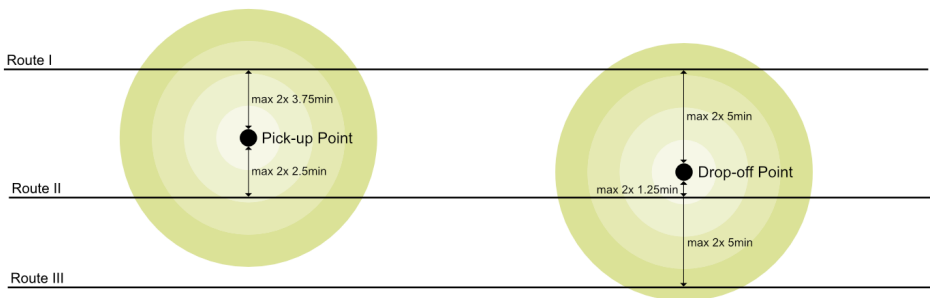 Route I
max 2x 3.75min
Pick-up Point
max 2x 5min
max 2x 2.5min
Drop-off Point
Route II
max 2x 1.25min
max 2x 5min
Route III